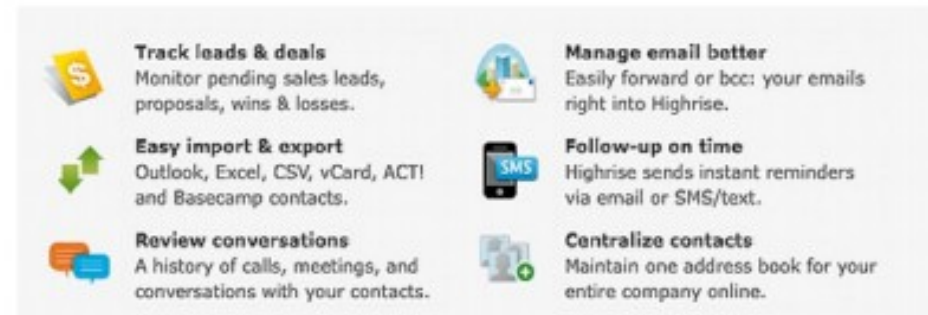 Track leads & deals
Monitor pending sales leads,
proposals, wins & losses.
Easy import & export
Outlook, Excel, CSV, vCard, ACT!
and Basecamp contacts.
Review conversations
A history of calls, meetings, and
conversations with your contacts.
Manage email better
Easily forward or bcc: your emails
right into Highrise.
SMS
Follow-up on time
Highrise sends instant reminders
via email or SMS/text.
Centralize contacts
Maintain one address book for your
entire company online.